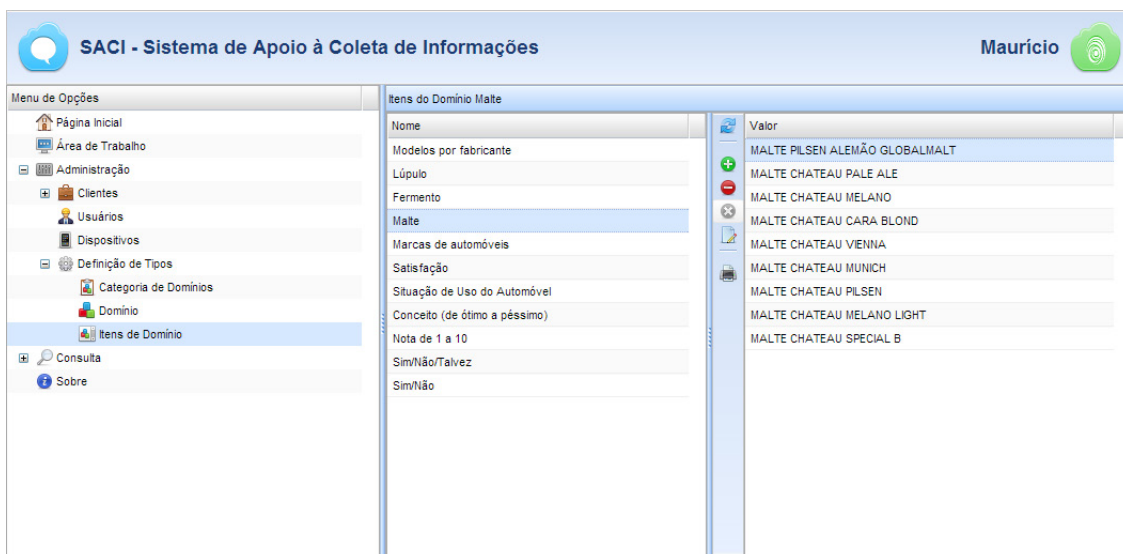 SACI - Sistema de Apoio à Coleta de Informações
Maurício
Menu de Opções
Página Inicial
Área de Trabalho
Administração
Clientes
Usuários
Dispositivos
Definição de Tipos
Categoria de Domínios
Domínio
Itens de Domínio
Consulta
Sobre
Itens do Domínio Malte
Nome
Modelos por fabricante
Lúpulo
Fermento
Malte
Marcas de automóveis
Satisfação
Situação de Uso do Automóvel
Conceito (de ótimo a péssimo)
Nota de 1 a 10
Sim/Não/Talvez
Sim/Não
Valor
MALTE PILSEN ALEMÃO GLOBALMALT
MALTE CHATEAU PALE ALE
MALTE CHATEAU MELANO
MALTE CHATEAU CARA BLOND
MALTE CHATEAU VIENNA
MALTE CHATEAU MUNICH
MALTE CHATEAU PILSEN
MALTE CHATEAU MELANO LIGHT
MALTE CHATEAU SPECIAL B